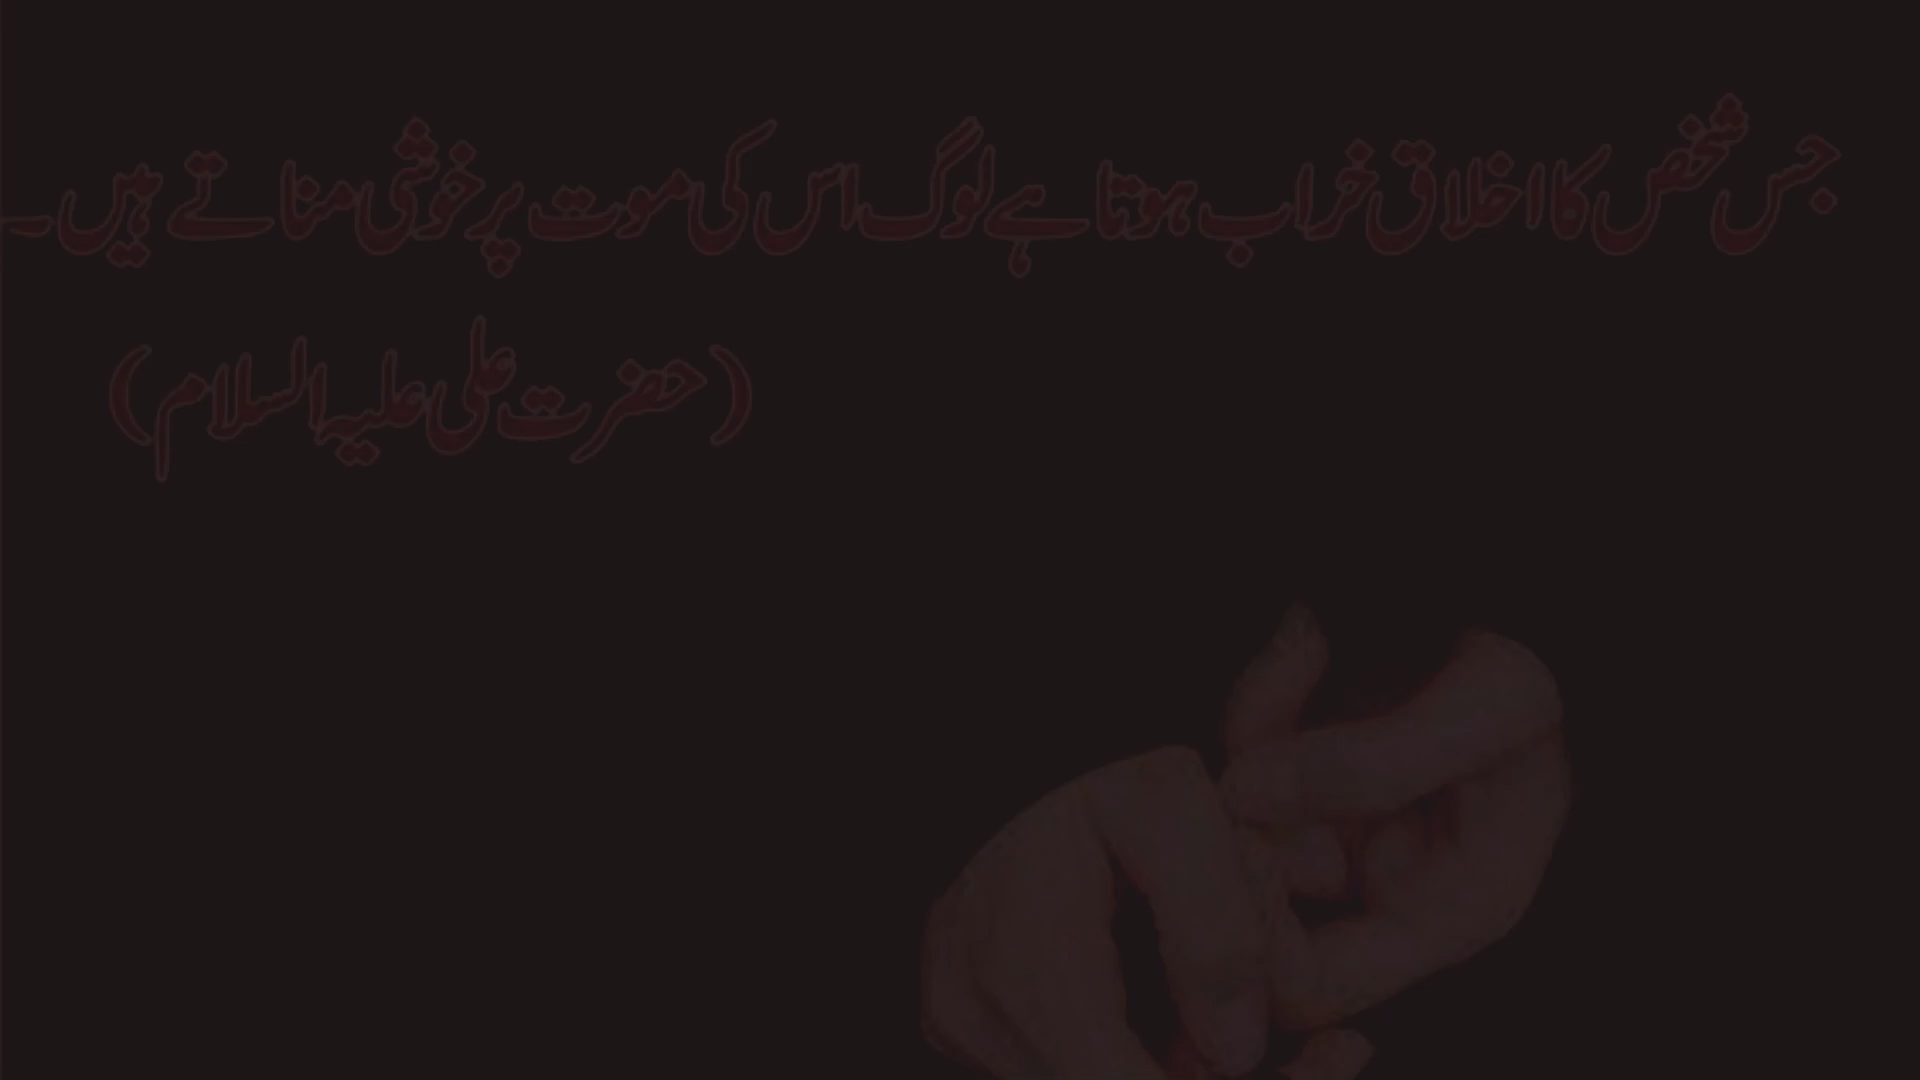 جس شخص کا اخلاق خراب ہوتا ہے لوگ اس کی موت پر خوشی مناتے ہیں۔
(حضرت علی علیہ السلام)